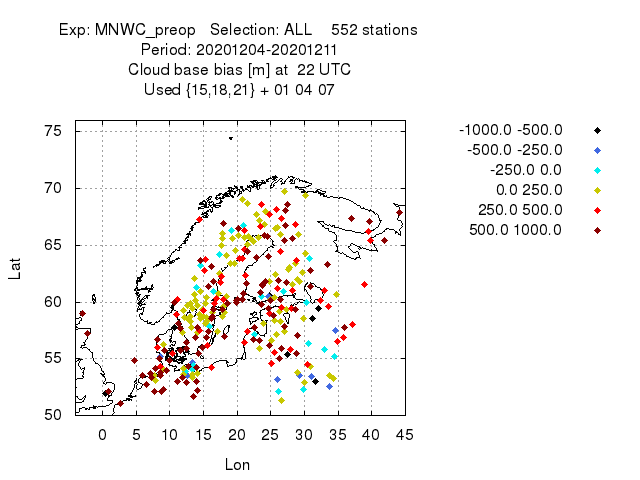 Exp: MNWC_preop   Selection: ALL    552 stations
Period: 20201204-20201211
Cloud base bias [m] at  22 UTC
Used {15,18,21} + 01 04 07
-1000.0 -500.0
-500.0 -250.0
-250.0 0.0
0.0 250.0
250.0 500.0
500.0 1000.0
75
70
65
60
55
50
Lat
0 5 10 15 20 25 30 35 40 45
Lon